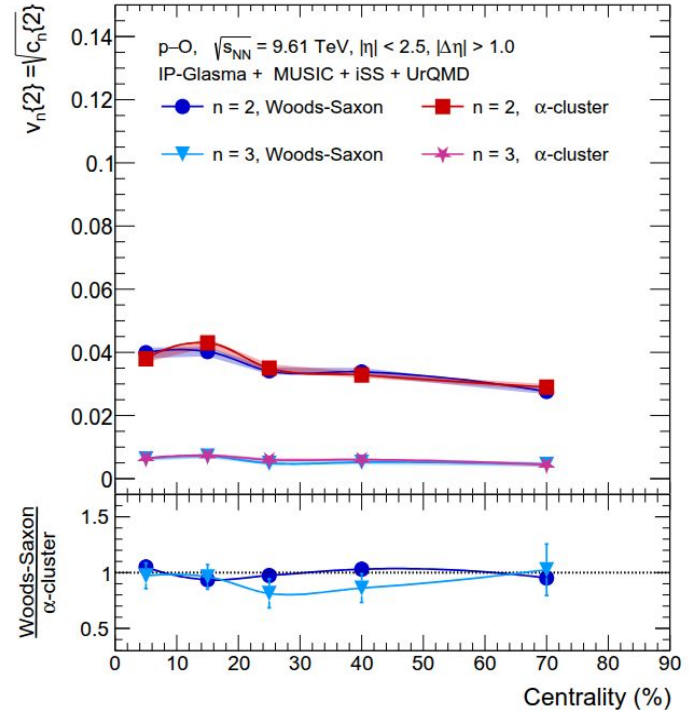 v_n{2} = √c_n{2}
0.14
0.12
0.1
0.08
0.06
0.04
0.02
0
p–O, √s_NN = 9.61 TeV, |η| < 2.5, |Δη| > 1.0
IP-Glasma + MUSIC + iSS + UrQMD
n = 2, Woods-Saxon
n = 2, α-cluster
n = 3, Woods-Saxon
n = 3, α-cluster
Woods-Saxon
α-cluster
1.5
1
0.5
0 10 20 30 40 50 60 70 80 90
Centrality (%)